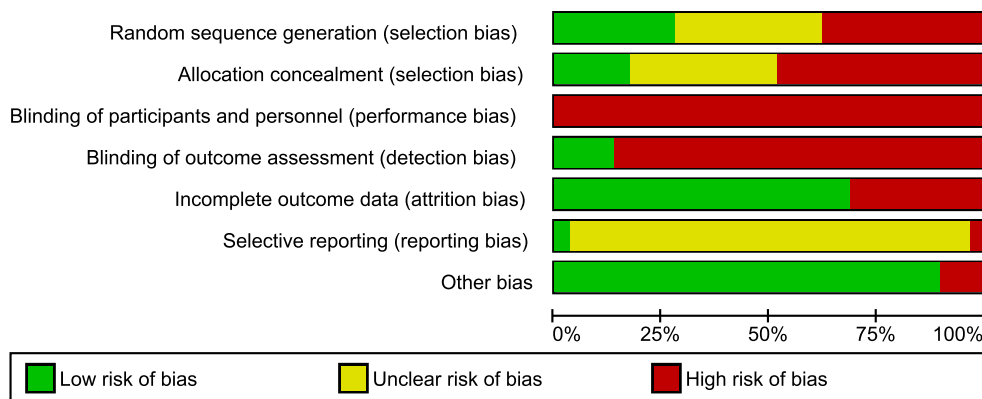 Random sequence generation (selection bias)
Allocation concealment (selection bias)
Blinding of participants and personnel (performance bias)
Blinding of outcome assessment (detection bias)
Incomplete outcome data (attrition bias)
Selective reporting (reporting bias)
Other bias
0% 25% 50% 75% 100%
Low risk of bias Unclear risk of bias High risk of bias